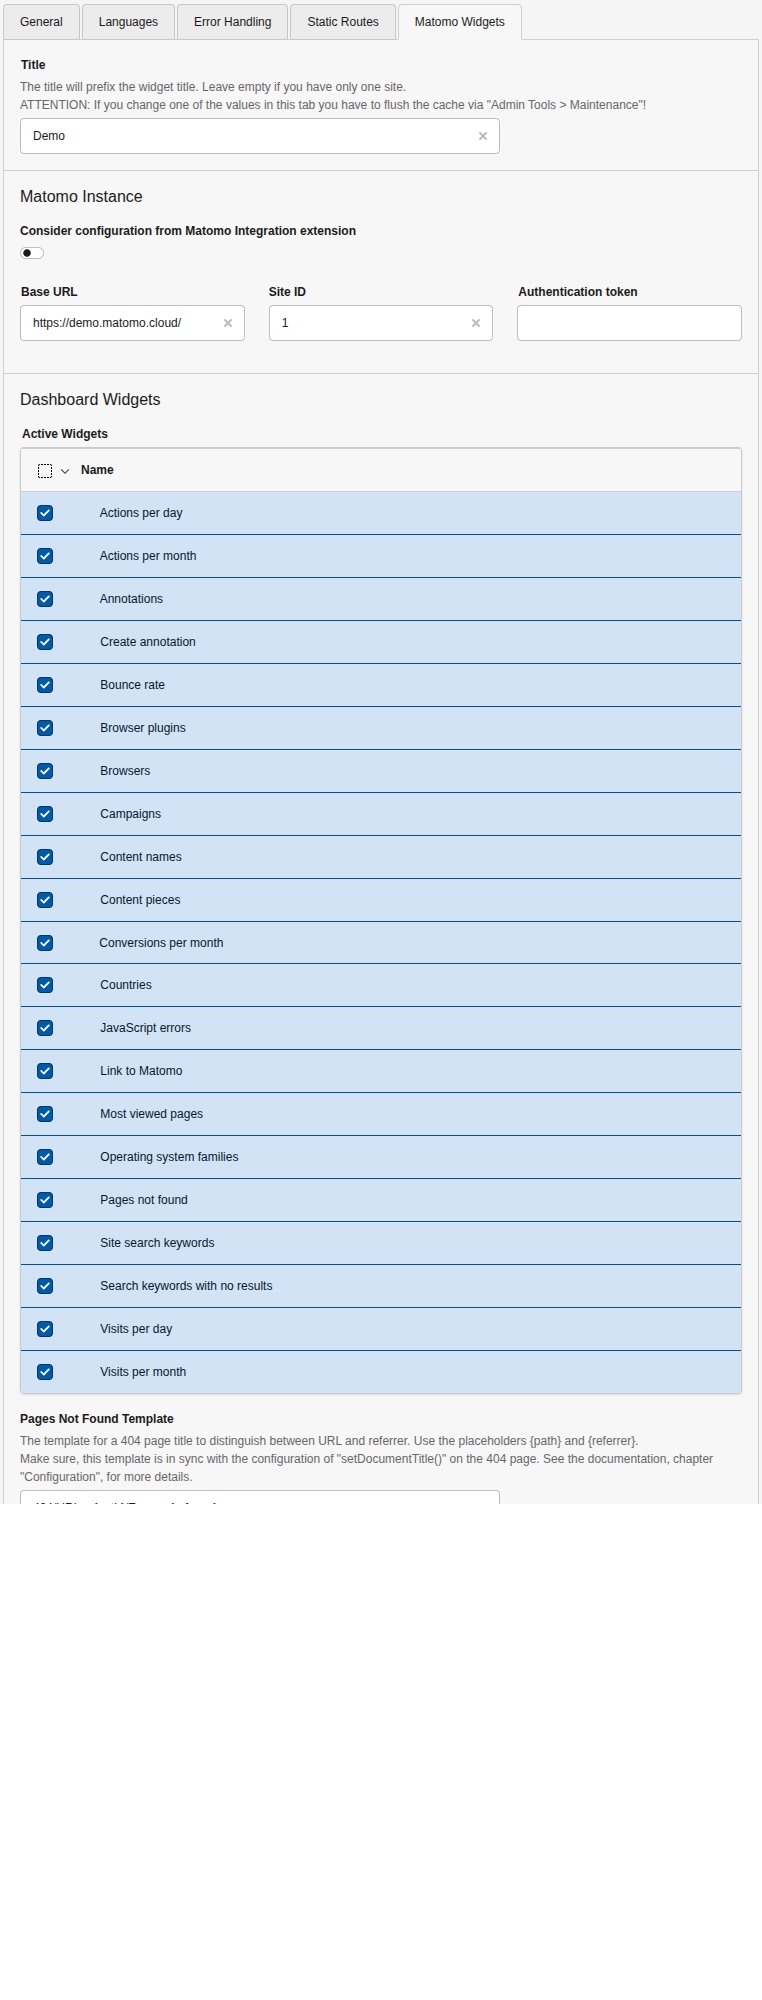 General Languages Error Handling Static Routes Matomo Widgets
Title
The title will prefix the widget title. Leave empty if you have only one site.
ATTENTION: If you change one of the values in this tab you have to flush the cache via "Admin Tools > Maintenance"!
Demo
Matomo Instance
Consider configuration from Matomo Integration extension
Base URL Site ID Authentication token
https://demo.matomo.cloud/ 1
Dashboard Widgets
Active Widgets
Name
Actions per day
Actions per month
Annotations
Create annotation
Bounce rate
Browser plugins
Browsers
Campaigns
Content names
Content pieces
Conversions per month
Countries
JavaScript errors
Link to Matomo
Most viewed pages
Operating system families
Pages not found
Site search keywords
Search keywords with no results
Visits per day
Visits per month
Pages Not Found Template
The template for a 404 page title to distinguish between URL and referrer. Use the placeholders {path} and {referrer}.
Make sure, this template is in sync with the configuration of "setDocumentTitle()" on the 404 page. See the documentation, chapter
"Configuration", for more details.